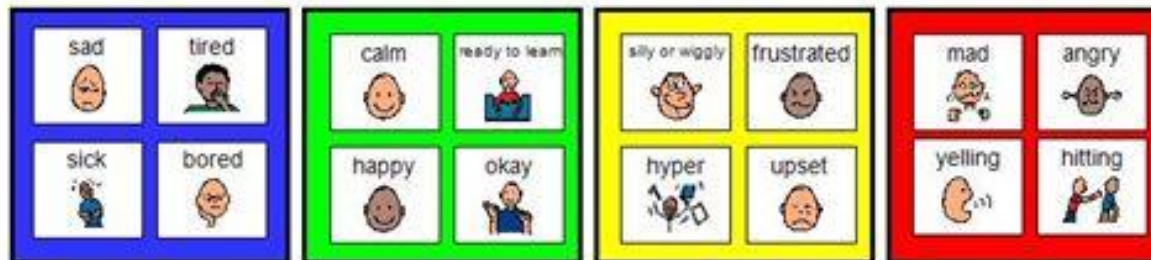 sad tired
sick bored
calm ready to learn
happy okay
silly or wiggly frustrated
hyper upset
mad angry
yelling hitting